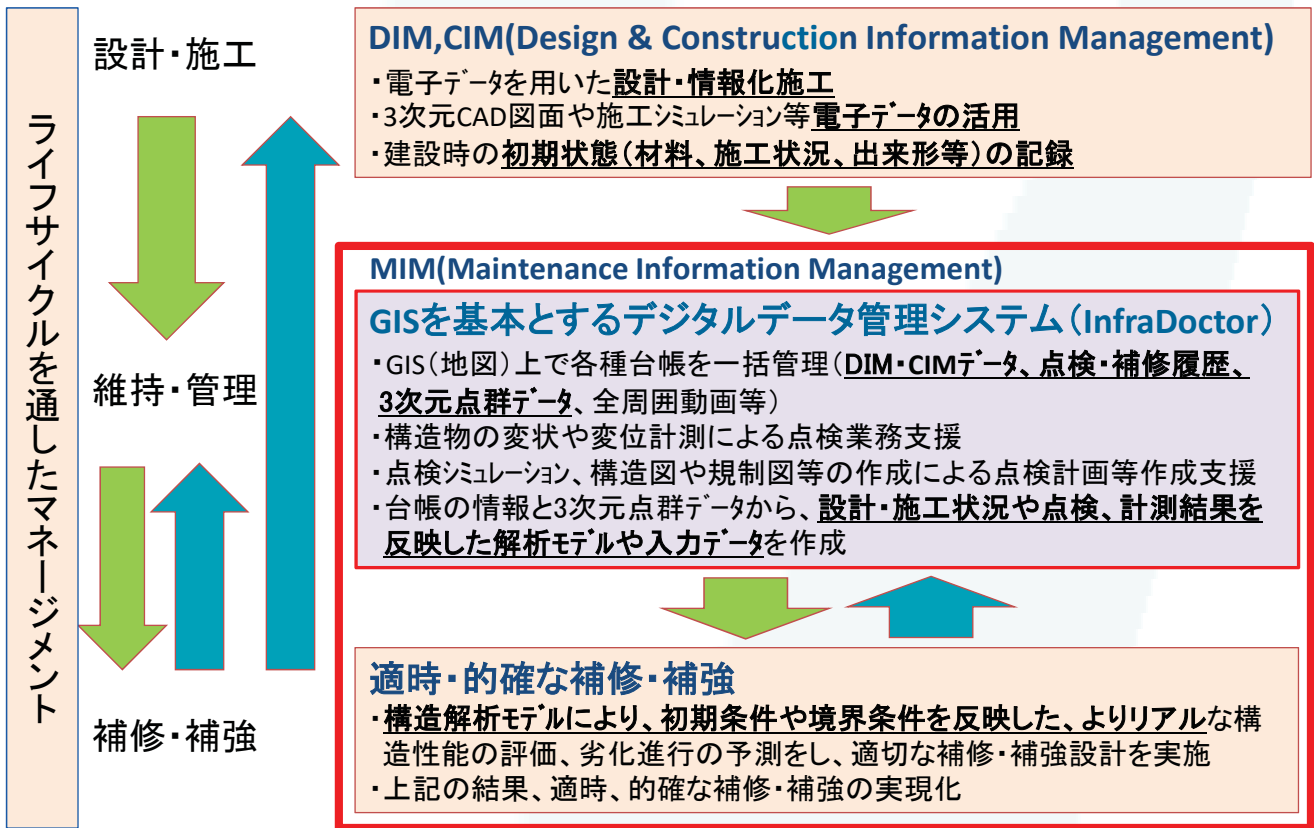 ライフサイクルを通したマネージメント
設計・施工
維持・管理
補修・補強
DIM,CIM(Design & Construction Information Management)
・電子ﾃﾞｰﾀを用いた設計・情報化施工
・3次元CAD図面や施工ｼﾐｭﾚｰｼｮﾝ等電子ﾃﾞｰﾀの活用
・建設時の初期状態（材料、施工状況、出来形等）の記録
MIM(Maintenance Information Management)
GISを基本とするデジタルデータ管理システム（InfraDoctor）
・GIS（地図）上で各種台帳を一括管理（DIM・CIMﾃﾞｰﾀ、点検・補修履歴、
3次元点群ﾃﾞｰﾀ、全周囲動画等）
・構造物の変状や変位計測による点検業務支援
・点検ｼﾐｭﾚｰｼｮﾝ、構造図や規制図等の作成による点検計画等作成支援
・台帳の情報と3次元点群ﾃﾞｰﾀから、設計・施工状況や点検、計測結果を
反映した解析ﾓﾃﾞﾙや入力ﾃﾞｰﾀを作成
適時・的確な補修・補強
・構造解析ﾓﾃﾞﾙにより、初期条件や境界条件を反映した、よりリアルな構
造性能の評価、劣化進行の予測をし、適切な補修・補強設計を実施
・上記の結果、適時、的確な補修・補強の実現化